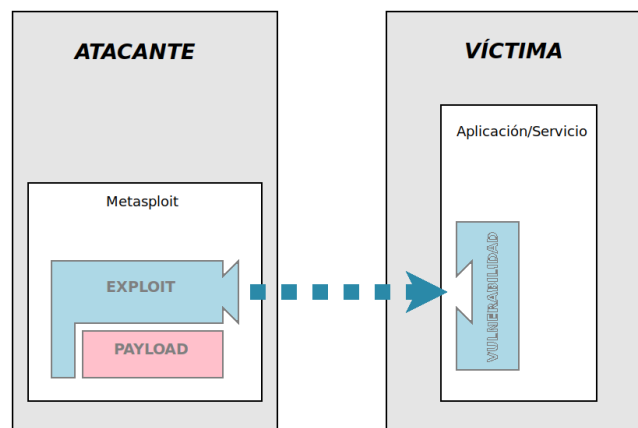 ATACANTE
VÍCTIMA
Aplicación/Servicio
Metasploit
EXPLOIT
PAYLOAD
VULNERABILIDAD